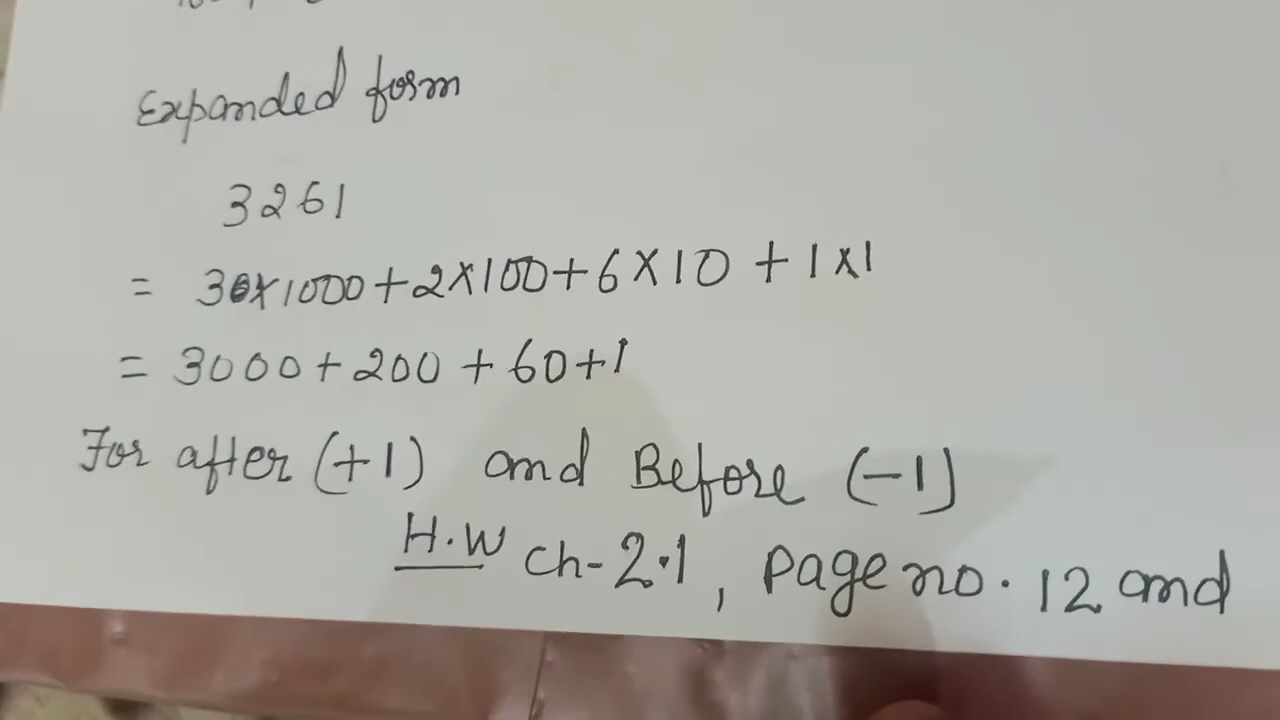 Expanded form
3261
= 3×1000+2×100+6×10 + 1×1
= 3000+200 + 60+1
For after (+1) and Before (-1)
H.W ch-2.1, page no. 12 and